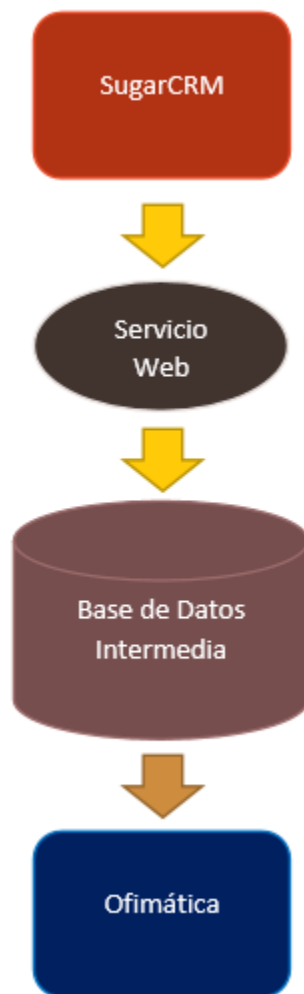 SugarCRM
Servicio
Web
Base de Datos
Intermedia
Ofimática